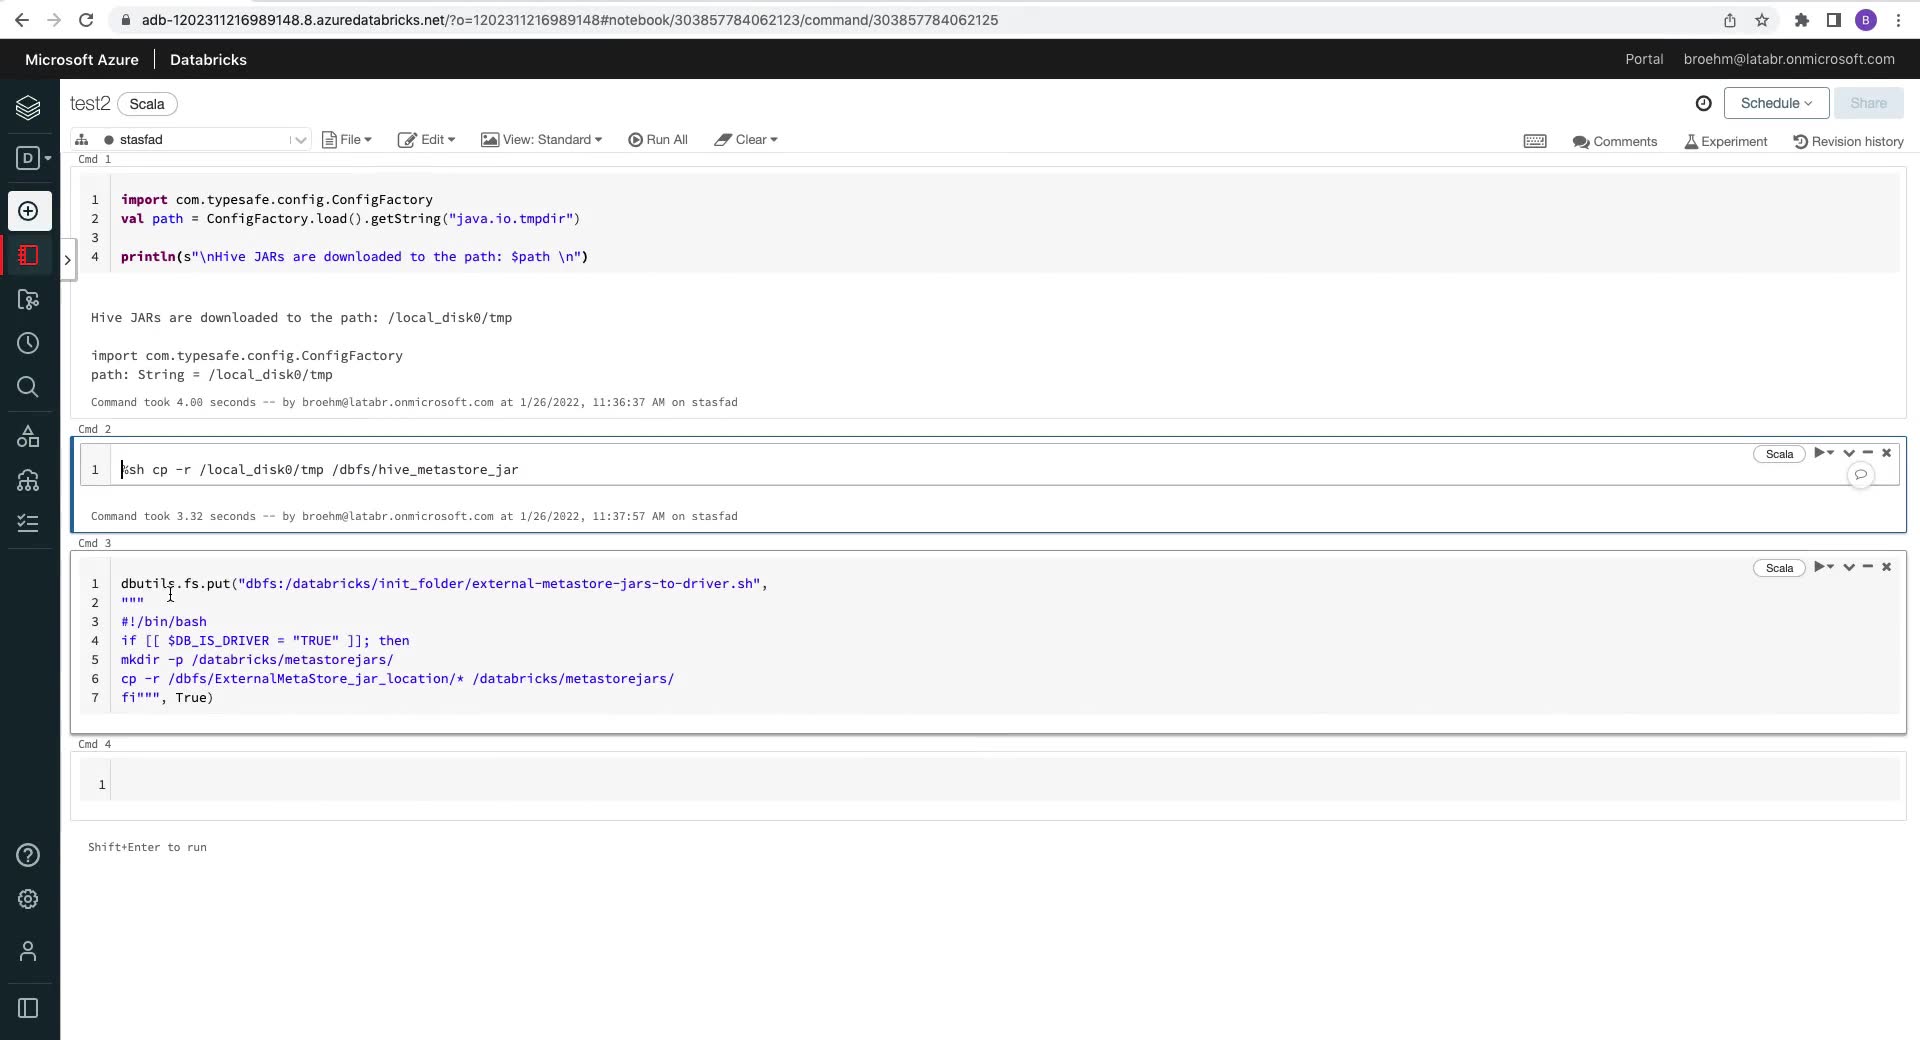 adb-1202311216989148.8.azuredatabricks.net/?o=1202311216989148#notebook/303857784062123/command/303857784062125
B
Microsoft Azure
Databricks
Portal
broehm@latabr.onmicrosoft.com
test2
Scala
Schedule
Share
D
stasfad
File
Edit
View: Standard
Run All
Clear
Comments
Experiment
Revision history
Cmd 1
1 import com.typesafe.config.ConfigFactory
2 val path = ConfigFactory.load().getString("java.io.tmpdir")
3
4 println(s"\nHive JARs are downloaded to the path: $path \n")
Hive JARs are downloaded to the path: /local_disk0/tmp
import com.typesafe.config.ConfigFactory
path: String = /local_disk0/tmp
Command took 4.00 seconds -- by broehm@latabr.onmicrosoft.com at 1/26/2022, 11:36:37 AM on stasfad
Cmd 2
Scala
1 %sh cp -r /local_disk0/tmp /dbfs/hive_metastore_jar
Command took 3.32 seconds -- by broehm@latabr.onmicrosoft.com at 1/26/2022, 11:37:57 AM on stasfad
Cmd 3
Scala
1 dbutils.fs.put("dbfs:/databricks/init_folder/external-metastore-jars-to-driver.sh",
2 """
3 #!/bin/bash
4 if [[ $DB_IS_DRIVER = "TRUE" ]]; then
5 mkdir -p /databricks/metastorejars/
6 cp -r /dbfs/ExternalMetaStore_jar_location/* /databricks/metastorejars/
7 fi""", True)
Cmd 4
1
Shift+Enter to run